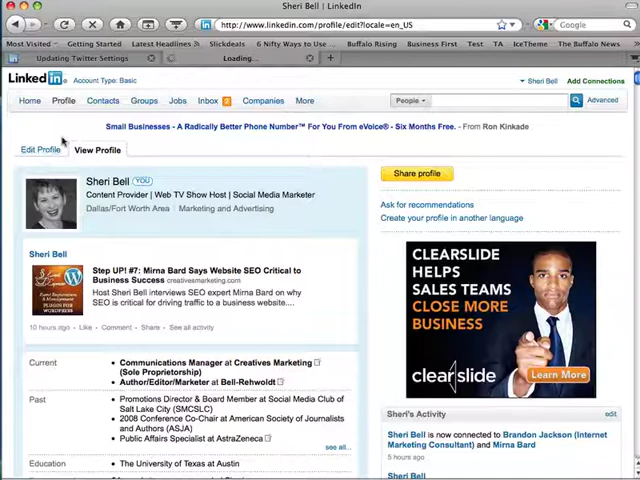 Sheri Bell | LinkedIn
http://www.linkedin.com/profile/edit?locale=en_US
Google
Most Visited Getting Started Latest Headlines Slickdeals 6 Nifty Ways to Use ... Buffalo Rising Business First Test TA IceTheme The Buffalo News
Updating Twitter Settings Loading...
Linked in Account Type: Basic Sheri Bell Add Connections
Home Profile Contacts Groups Jobs Inbox 2 Companies More People Advanced
Small Businesses - A Radically Better Phone Number™ For You From eVoice® - Six Months Free. - From Ron Kinkade
Edit Profile View Profile
Sheri Bell YOU
Content Provider | Web TV Show Host | Social Media Marketer
Dallas/Fort Worth Area Marketing and Advertising
Share profile
Ask for recommendations
Create your profile in another language
Sheri Bell
Step UP! #7: Mirna Bard Says Website SEO Critical to
Business Success creativesmarketing.com
Host Sheri Bell interviews SEO expert Mirna Bard on why
SEO is critical for driving traffic to a business website....
10 hours ago Like Comment Share See all activity
CLEARSLIDE
HELPS
SALES TEAMS
CLOSE MORE
BUSINESS
clearslide
Learn More
Current
Communications Manager at Creatives Marketing
(Sole Proprietorship)
Author/Editor/Marketer at Bell-Rehwoldt
Past
Promotions Director & Board Member at Social Media Club of
Salt Lake City (SMCSLC)
2008 Conference Co-Chair at American Society of Journalists
and Authors (ASJA)
Public Affairs Specialist at AstraZeneca
see all...
Education The University of Texas at Austin
Sheri's Activity edit
Sheri Bell is now connected to Brandon Jackson (Internet
Marketing Consultant) and Mirna Bard
5 hours ago
Sheri Bell